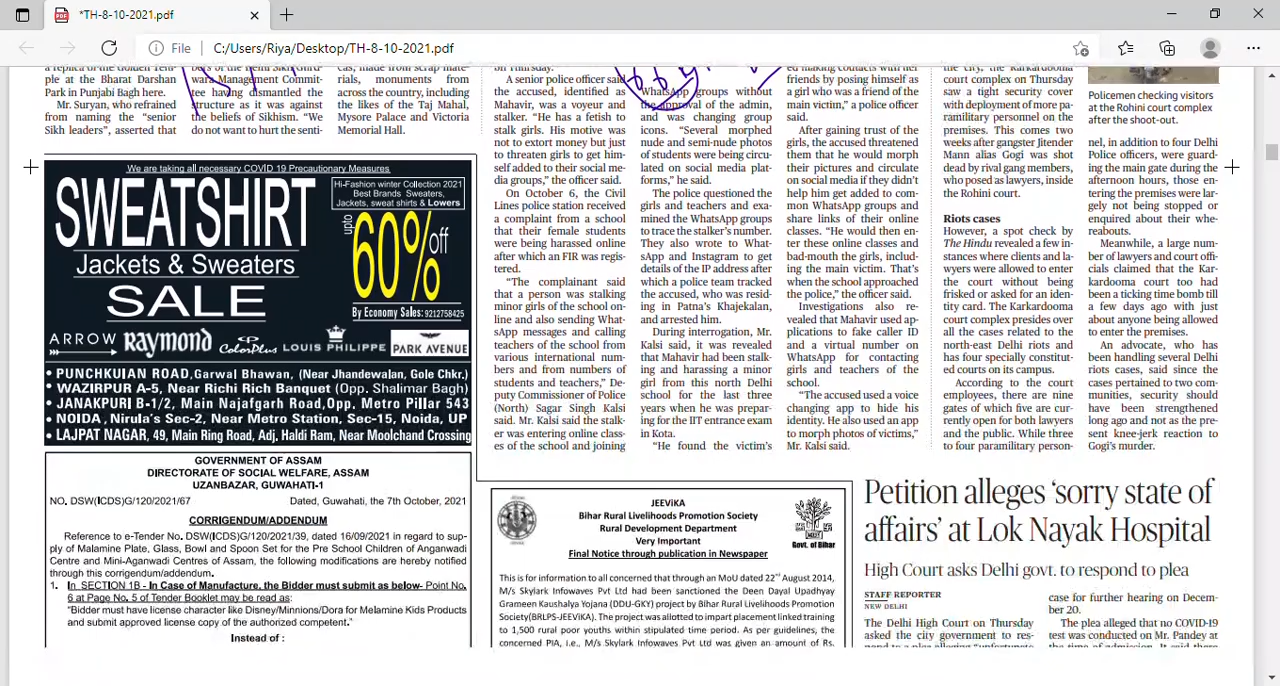 *TH-8-10-2021.pdf
File
C:/Users/Riya/Desktop/TH-8-10-2021.pdf
ple at the Bharat Darshan
Park in Punjabi Bagh here.
Mr. Suryan, who refrained
from naming the “senior
Sikh leaders”, asserted that
wara Management Commit-
tee having dismantled the
structure as it was against
the beliefs of Sikhism. “We
do not want to hurt the senti-
cas, made from scrap mate-
rials, monuments from
across the country, including
the likes of the Taj Mahal,
Mysore Palace and Victoria
Memorial Hall.
We are taking all necessary COVID 19 Precautionary Measures
SWEATSHIRT
Jackets & Sweaters
SALE
Hi-Fashion winter Collection 2021
Best Brands Sweaters,
Jackets, sweat shirts & Lowers
upto
60% off
By Economy Sales: 9212758425
ARROW
Raymond
ColorPlus
LOUIS PHILIPPE
PARK AVENUE
• PUNCHKUIAN ROAD,Garwal Bhawan, (Near Jhandewalan, Gole Chkr.)
• WAZIRPUR A-5, Near Richi Rich Banquet (Opp. Shalimar Bagh)
• JANAKPURI B-1/2, Main Najafgarh Road,Opp. Metro Pillar 543
• NOIDA, Nirula's Sec-2, Near Metro Station, Sec-15, Noida, UP
• LAJPAT NAGAR, 49, Main Ring Road, Adj. Haldi Ram, Near Moolchand Crossing
GOVERNMENT OF ASSAM
DIRECTORATE OF SOCIAL WELFARE, ASSAM
UZANBAZAR, GUWAHATI-1
NO. DSW(ICDS)G/120/2021/67 Dated, Guwahati, the 7th October, 2021
CORRIGENDUM/ADDENDUM
Reference to e-Tender No. DSW(ICDS)G/120/2021/39, dated 16/09/2021 in regard to sup-
ply of Malamine Plate, Glass, Bowl and Spoon Set for the Pre School Children of Anganwadi
Centre and Mini-Aganwadi Centres of Assam, the following modifications are hereby notified
through this corrigendum/addendum.
1. In SECTION 1B - In Case of Manufacture, the Bidder must submit as below- Point No.
6 at Page No. 5 of Tender Booklet may be read as:
“Bidder must have license character like Disney/Minnions/Dora for Melamine Kids Products
and submit approved license copy of the authorized competent.”
Instead of :
on Thursday.
A senior police officer said
the accused, identified as
Mahavir, was a voyeur and
stalker. “He has a fetish to
stalk girls. His motive was
not to extort money but just
to threaten girls to get him-
self added to their social me-
dia groups,” the officer said.
On October 6, the Civil
Lines police station received
a complaint from a school
that their female students
were being harassed online
after which an FIR was regis-
tered.
“The complainant said
that a person was stalking
minor girls of the school on-
line and also sending What-
sApp messages and calling
teachers of the school from
various international num-
bers and from numbers of
students and teachers,” De-
puty Commissioner of Police
(North) Sagar Singh Kalsi
said. Mr. Kalsi said the stalk-
er was entering online class-
es of the school and joining
WhatsApp groups without
the approval of the admin,
and was changing group
icons. “Several morphed
nude and semi-nude photos
of students were being circu-
lated on social media plat-
forms,” he said.
The police questioned the
girls and teachers and exa-
mined the WhatsApp groups
to trace the stalker's number.
They also wrote to What-
sApp and Instagram to get
details of the IP address after
which a police team tracked
the accused, who was resid-
ing in Patna's Khajekalan,
and arrested him.
During interrogation, Mr.
Kalsi said, it was revealed
that Mahavir had been stalk-
ing and harassing a minor
girl from this north Delhi
school for the last three
years when he was prepar-
ing for the IIT entrance exam
in Kota.
“He found the victim's
ed making contacts with her
friends by posing himself as
a girl who was a friend of the
main victim,” a police officer
said.
After gaining trust of the
girls, the accused threatened
them that he would morph
their pictures and circulate
on social media if they didn't
help him get added to com-
mon WhatsApp groups and
share links of their online
classes. “He would then en-
ter these online classes and
bad-mouth the girls, includ-
ing the main victim. That's
when the school approached
the police,” the officer said.
Investigations also re-
vealed that Mahavir used ap-
plications to fake caller ID
and a virtual number on
WhatsApp for contacting
girls and teachers of the
school.
“The accused used a voice
changing app to hide his
identity. He also used an app
to morph photos of victims,”
Mr. Kalsi said.
the city. The Karkardooma
court complex on Thursday
saw a tight security cover
with deployment of more pa-
ramilitary personnel on the
premises. This comes two
weeks after gangster Jitender
Mann alias Gogi was shot
dead by rival gang members,
who posed as lawyers, inside
the Rohini court.
Riots cases
However, a spot check by
The Hindu revealed a few in-
stances where clients and la-
wyers were allowed to enter
the court without being
frisked or asked for an iden-
tity card. The Karkardooma
court complex presides over
all the cases related to the
north-east Delhi riots and
has four specially constitut-
ed courts on its campus.
According to the court
employees, there are nine
gates of which five are cur-
rently open for both lawyers
and the public. While three
to four paramilitary person-
Policemen checking visitors
at the Rohini court complex
after the shoot-out.
nel, in addition to four Delhi
Police officers, were guard-
ing the main gate during the
afternoon hours, those en-
tering the premises were lar-
gely not being stopped or
enquired about their whe-
reabouts.
Meanwhile, a large num-
ber of lawyers and court offi-
cials claimed that the Kar-
kardooma court too had
been a ticking time bomb till
a few days ago with just
about anyone being allowed
to enter the premises.
An advocate, who has
been handling several Delhi
riots cases, said since the
cases pertained to two com-
munities, security should
have been strengthened
long ago and not as the pre-
sent knee-jerk reaction to
Gogi's murder.
JEEViKA
Bihar Rural Livelihoods Promotion Society
Rural Development Department
Very Important
Final Notice through publication in Newspaper
Govt. of Bihar
This is for information to all concerned that through an MoU dated 22nd August 2014,
M/s Skylark Infowaves Pvt Ltd had been sanctioned the Deen Dayal Upadhyay
Grameen Kaushalya Yojana (DDU-GKY) project by Bihar Rural Livelihoods Promotion
Society(BRLPS-JEEViKA). The project was allotted to impart placement linked training
to 1,500 rural poor youths within stipulated time period. As per guidelines, the
concerned PIA, i.e., M/s Skylark Infowaves Pvt Ltd was given an amount of Rs.
Petition alleges ‘sorry state of
affairs’ at Lok Nayak Hospital
High Court asks Delhi govt. to respond to plea
STAFF REPORTER
NEW DELHI
The Delhi High Court on Thursday
asked the city government to res-
pond to a plea alleging “unfortunate
case for further hearing on Decem-
ber 20.
The plea alleged that no COVID-19
test was conducted on Mr. Pandey at
the time of admission. It said there